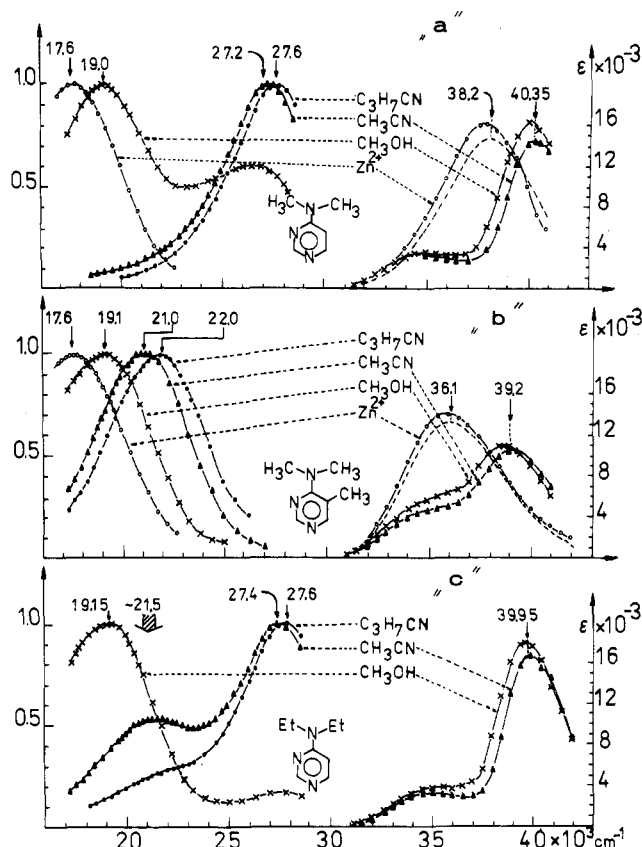 „ a ”
17.6 19.0 27.2 27.6 38.2 40.35 ε×10⁻³
1.0
0.5
C₃H₇CN
CH₃CN
CH₃OH
Zn²⁺
16
12
8
4
H₃C N CH₃
N
N
„ b ”
17.6 19.1 21.0 22.0 36.1 39.2 ε×10⁻³
1.0
0.5
C₃H₇CN
CH₃CN
CH₃OH
Zn²⁺
16
12
8
4
H₃C N CH₃
N CH₃
N
„ c ”
19.15 ~21.5 27.4 27.6 39.95 ε×10⁻³
1.0
0.5
C₃H₇CN
CH₃CN
CH₃OH
16
12
8
4
Et N Et
N
N
20 25 30 35 40 ×10³cm⁻¹